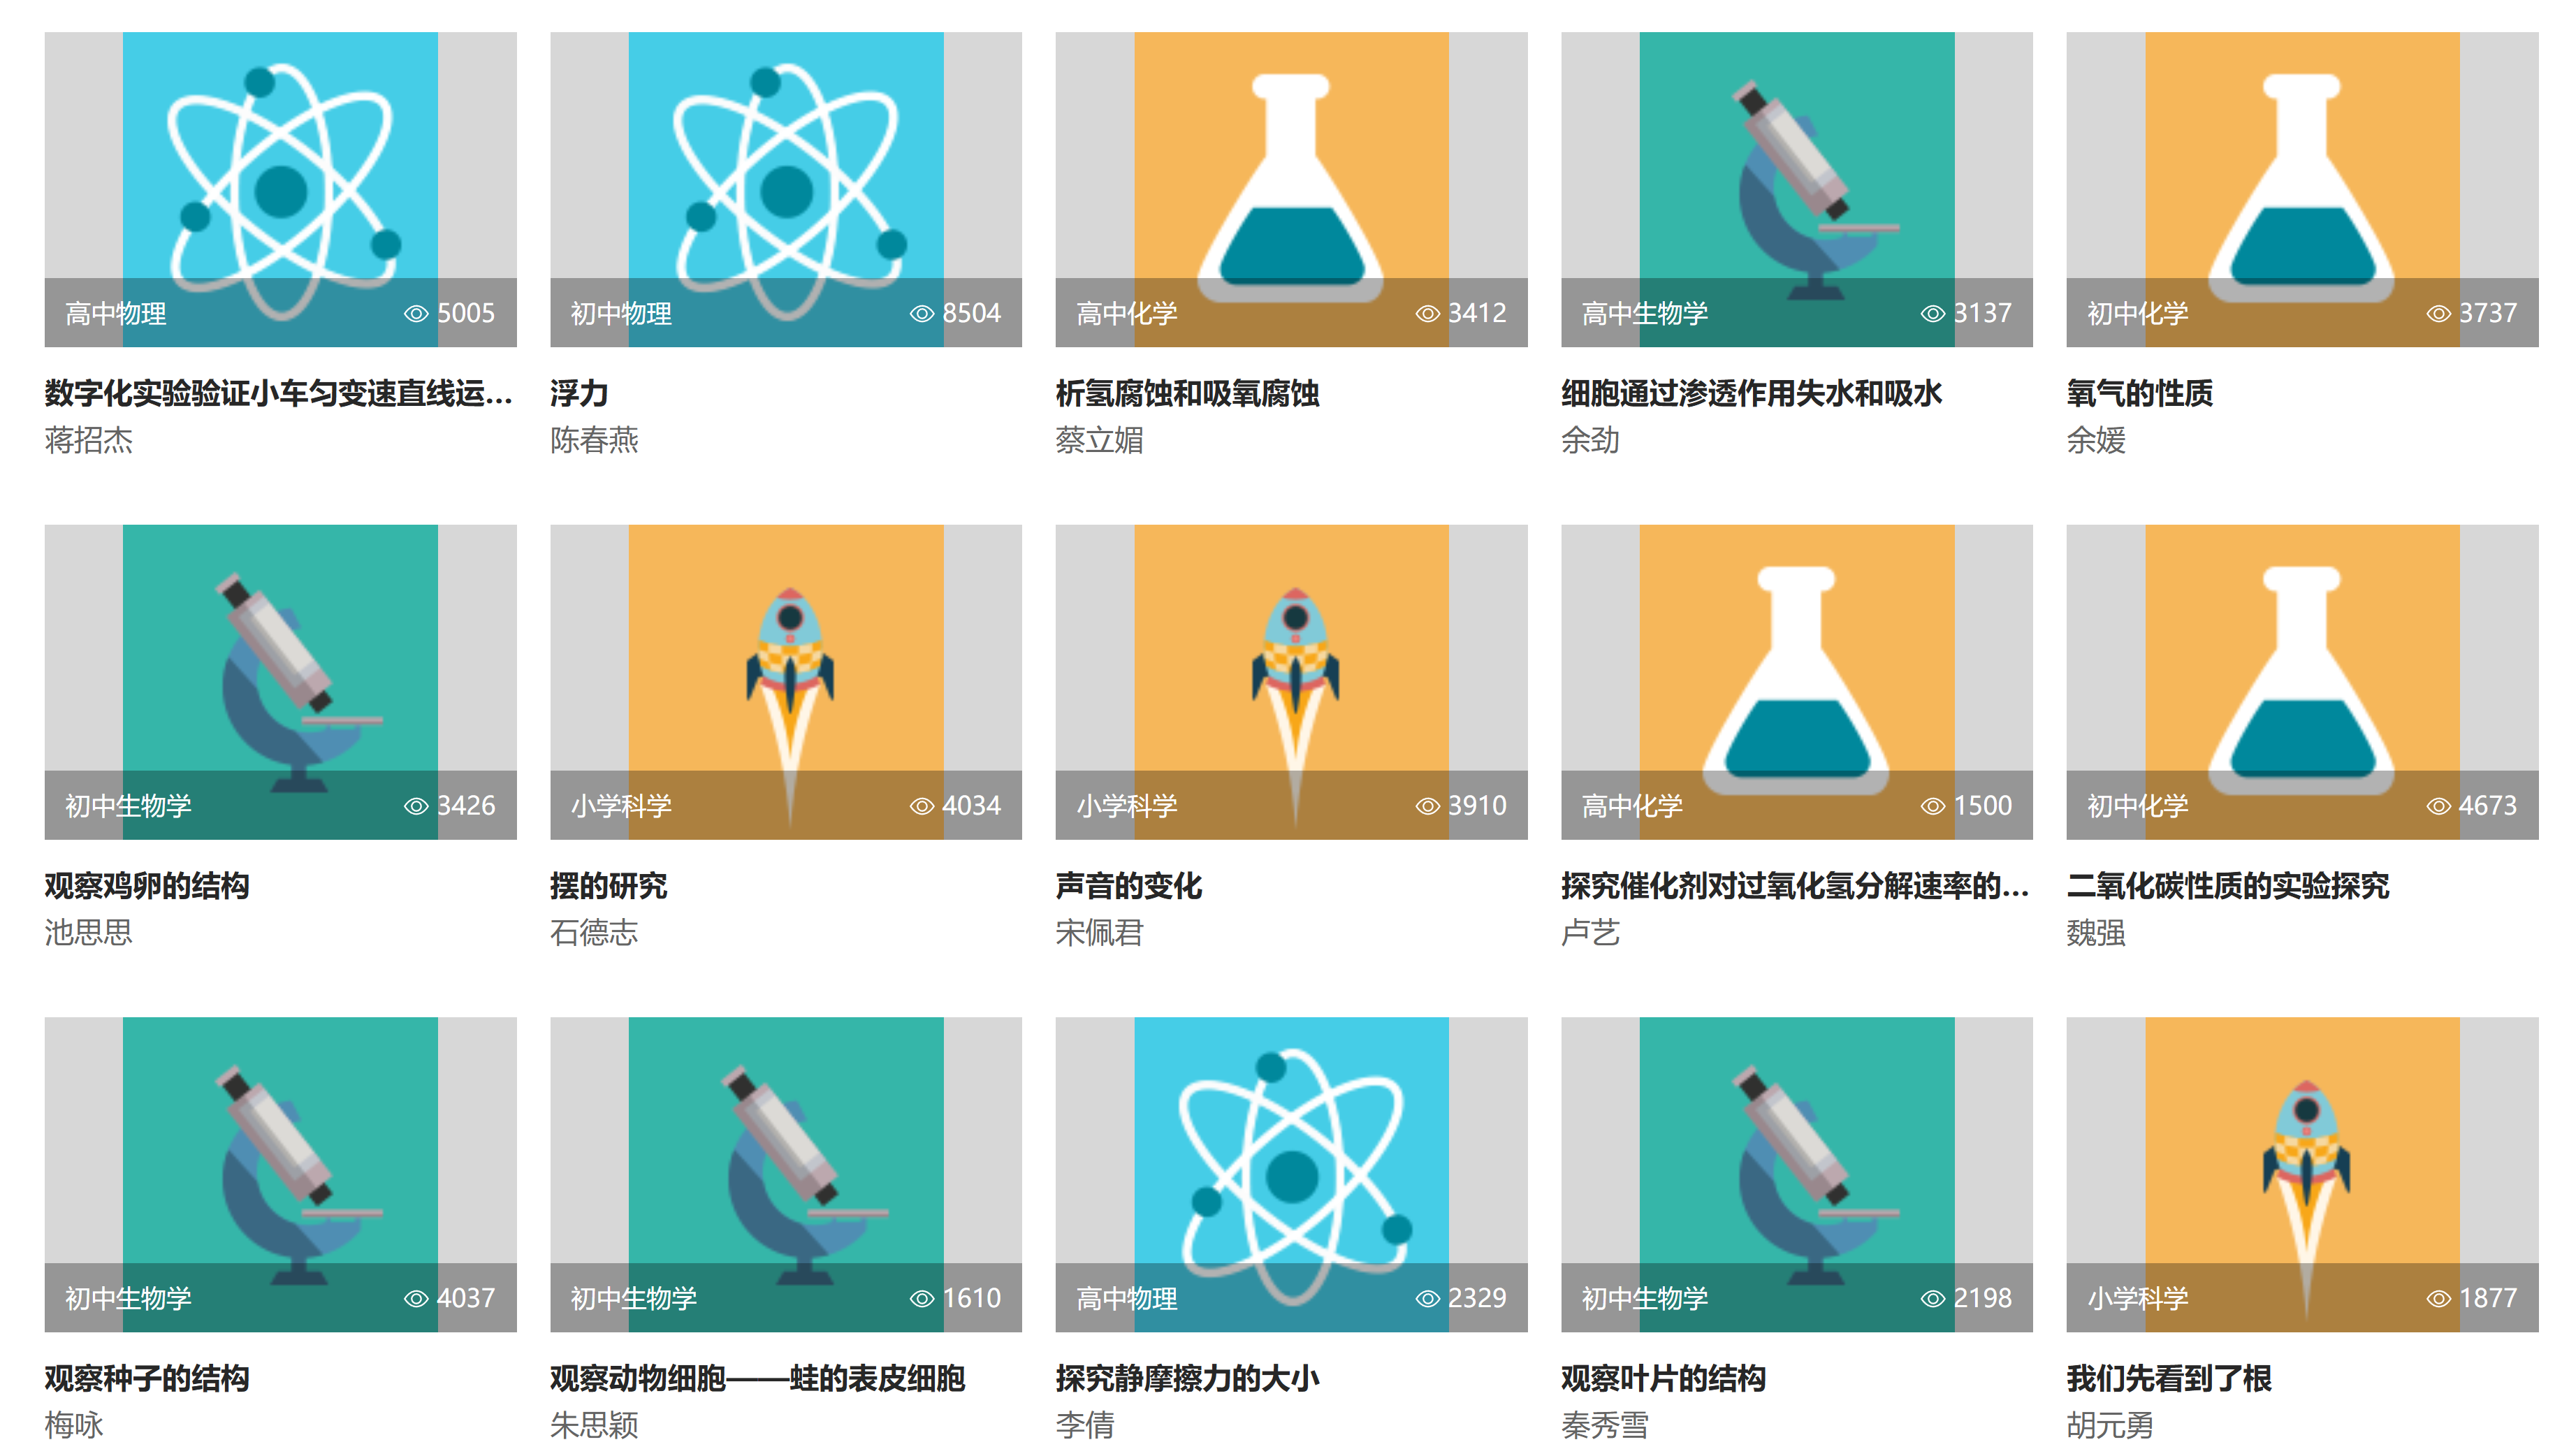 高中物理 5005
数字化实验验证小车匀变速直线运...
蒋招杰
初中物理 8504
浮力
陈春燕
高中化学 3412
析氢腐蚀和吸氧腐蚀
蔡立媚
高中生物学 3137
细胞通过渗透作用失水和吸水
余劲
初中化学 3737
氧气的性质
余媛
初中生物学 3426
观察鸡卵的结构
池思思
小学科学 4034
摆的研究
石德志
小学科学 3910
声音的变化
宋佩君
高中化学 1500
探究催化剂对过氧化氢分解速率的...
卢艺
初中化学 4673
二氧化碳性质的实验探究
魏强
初中生物学 4037
观察种子的结构
梅咏
初中生物学 1610
观察动物细胞——蛙的表皮细胞
朱思颖
高中物理 2329
探究静摩擦力的大小
李倩
初中生物学 2198
观察叶片的结构
秦秀雪
小学科学 1877
我们先看到了根
胡元勇